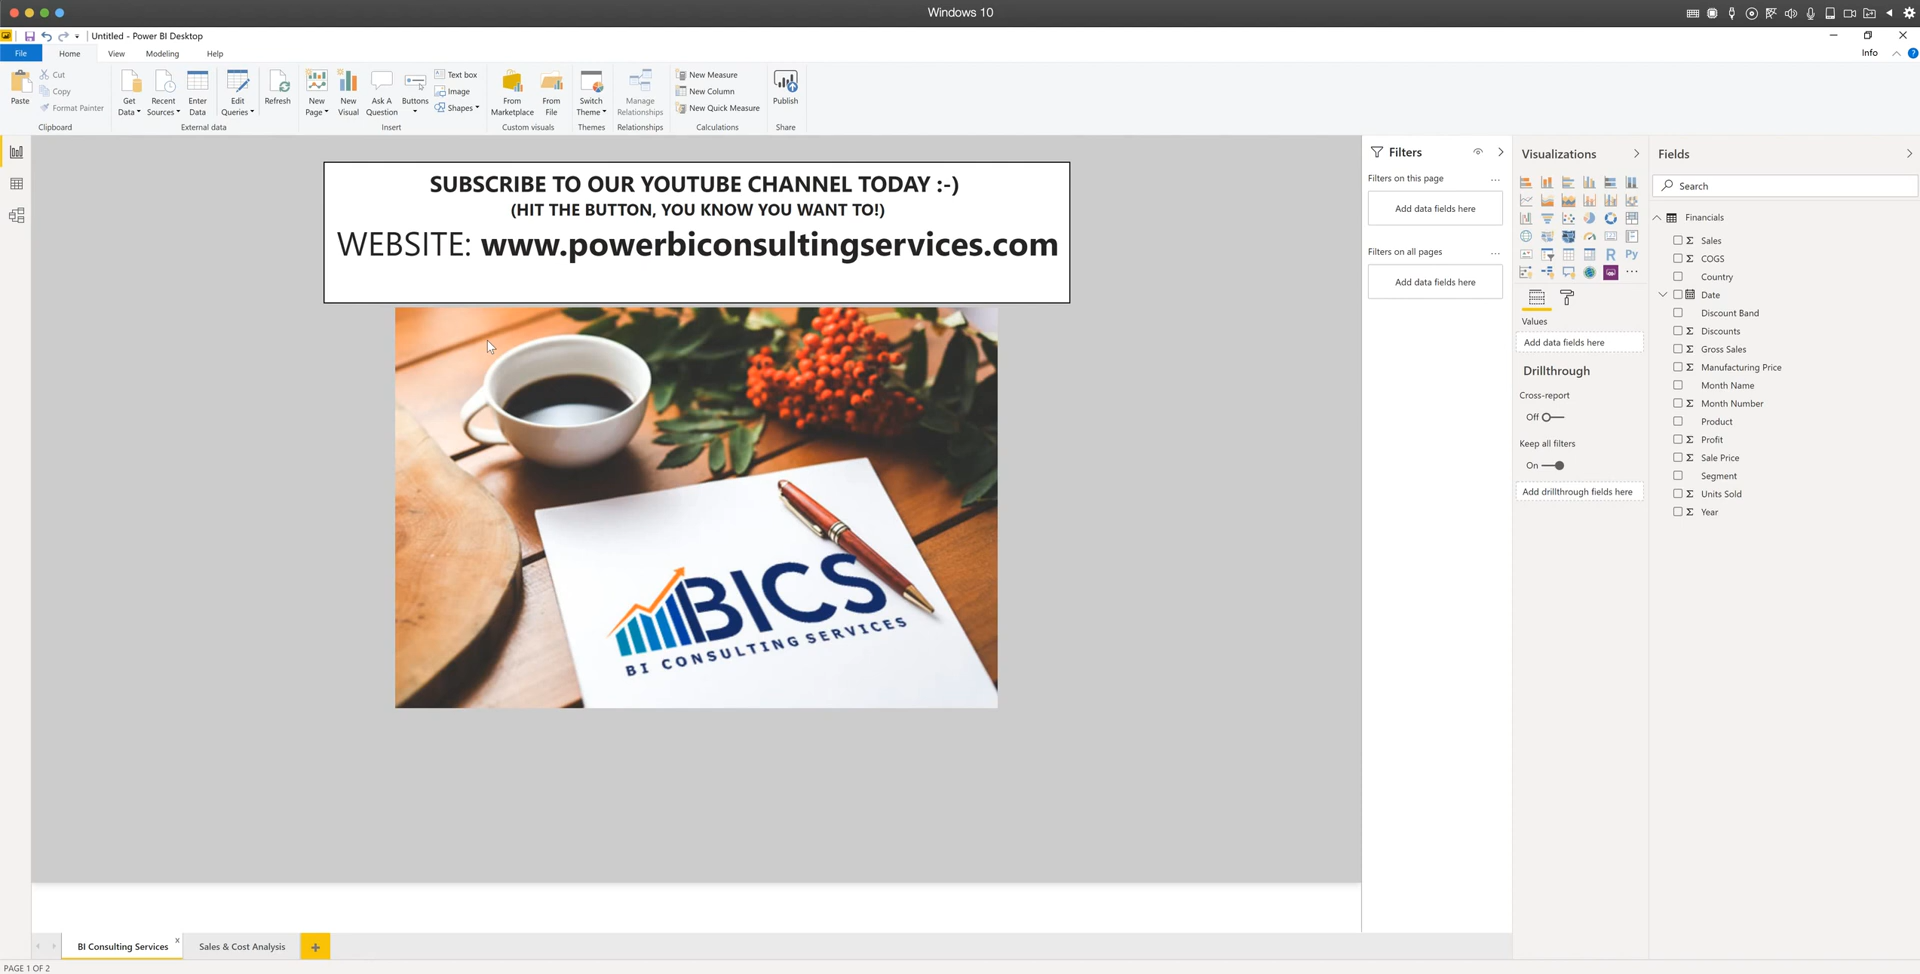 Windows 10
Untitled - Power BI Desktop
File Home View Modeling Help
Info
Paste
Cut
Copy
Format Painter
Clipboard
Get Data
Recent Sources
Enter Data
Edit Queries
Refresh
External data
New Page
New Visual
Ask A Question
Buttons
Text box
Image
Shapes
Insert
From Marketplace
From File
Custom visuals
Switch Theme
Themes
Manage Relationships
Relationships
New Measure
New Column
New Quick Measure
Calculations
Publish
Share
SUBSCRIBE TO OUR YOUTUBE CHANNEL TODAY :-)
(HIT THE BUTTON, YOU KNOW YOU WANT TO!)
WEBSITE: www.powerbiconsultingservices.com
BICS
BI CONSULTING SERVICES
Filters
Filters on this page ...
Add data fields here
Filters on all pages ...
Add data fields here
Visualizations
R Py
Values
Add data fields here
Drillthrough
Cross-report
Off
Keep all filters
On
Add drillthrough fields here
Fields
Search
Financials
Σ Sales
Σ COGS
Country
Date
Discount Band
Σ Discounts
Σ Gross Sales
Σ Manufacturing Price
Month Name
Σ Month Number
Product
Σ Profit
Σ Sale Price
Segment
Σ Units Sold
Σ Year
BI Consulting Services x
Sales & Cost Analysis
+
PAGE 1 OF 2